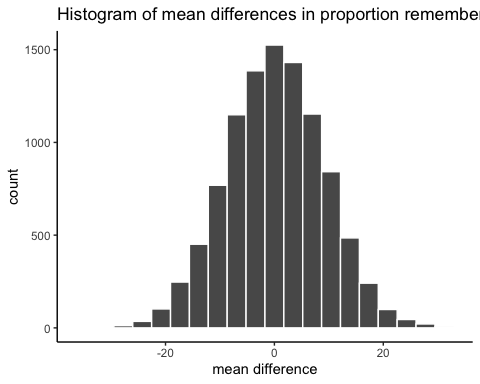 Histogram of mean differences in proportion remember
1500
1000
500
0
count
-20
0
20
mean difference